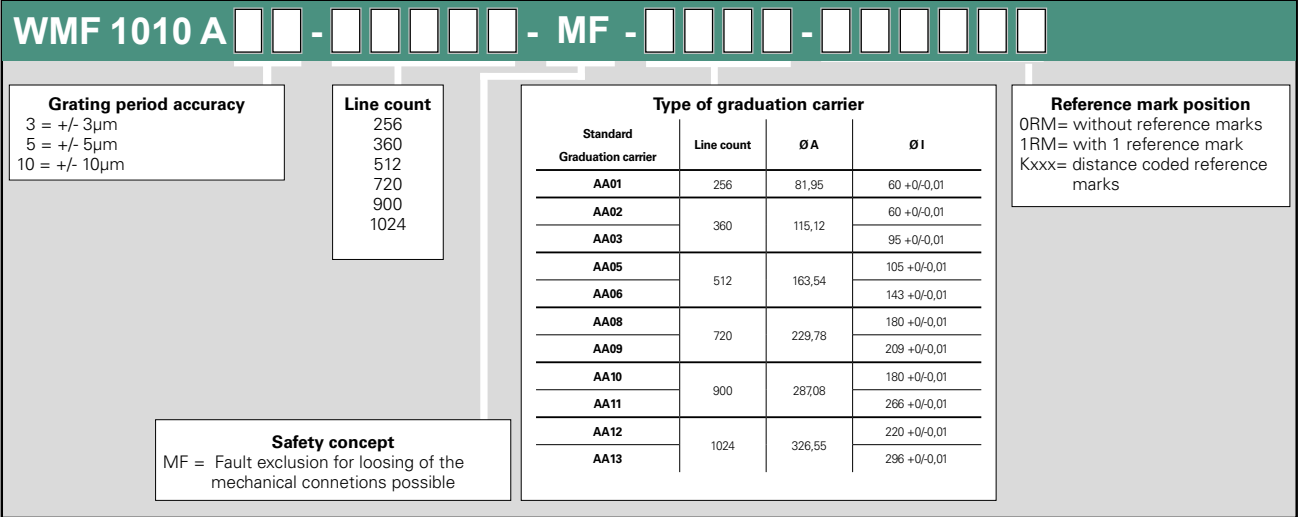 WMF 1010 A - - MF - -
Grating period accuracy
3 = +/- 3µm
5 = +/- 5µm
10 = +/- 10µm
Line count
256
360
512
720
900
1024
Safety concept
MF = Fault exclusion for loosing of the
mechanical connetions possible
Type of graduation carrier
Standard
Graduation carrier
Line count
Ø A
Ø I
AA01 256 81,95 60 +0/-0,01
AA02 360 115,12 60 +0/-0,01
AA03 95 +0/-0,01
AA05 512 163,54 105 +0/-0,01
AA06 143 +0/-0,01
AA08 720 229,78 180 +0/-0,01
AA09 209 +0/-0,01
AA10 900 287,08 180 +0/-0,01
AA11 266 +0/-0,01
AA12 1024 326,55 220 +0/-0,01
AA13 296 +0/-0,01
Reference mark position
0RM= without reference marks
1RM= with 1 reference mark
Kxxx= distance coded reference
marks